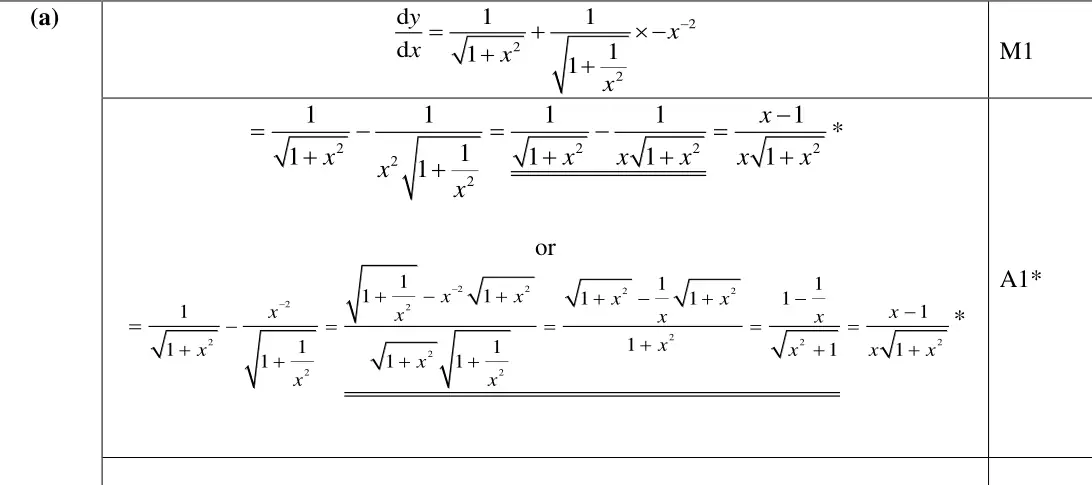 (a)
dy/dx = 1/√(1+x²) + 1/√(1+1/x²) × −x⁻²
M1
= 1/√(1+x²) − 1/(x²√(1+1/x²)) = 1/√(1+x²) − 1/(x√(1+x²)) = (x−1)/(x√(1+x²)) *
or
= 1/√(1+x²) − x⁻²/√(1+1/x²) = (√(1+1/x²) − x⁻²√(1+x²))/(√(1+x²)√(1+1/x²)) = (√(1+x²) − (1/x)√(1+x²))/(1+x²) = (1−1/x)/√(x²+1) = (x−1)/(x√(1+x²)) *
A1*